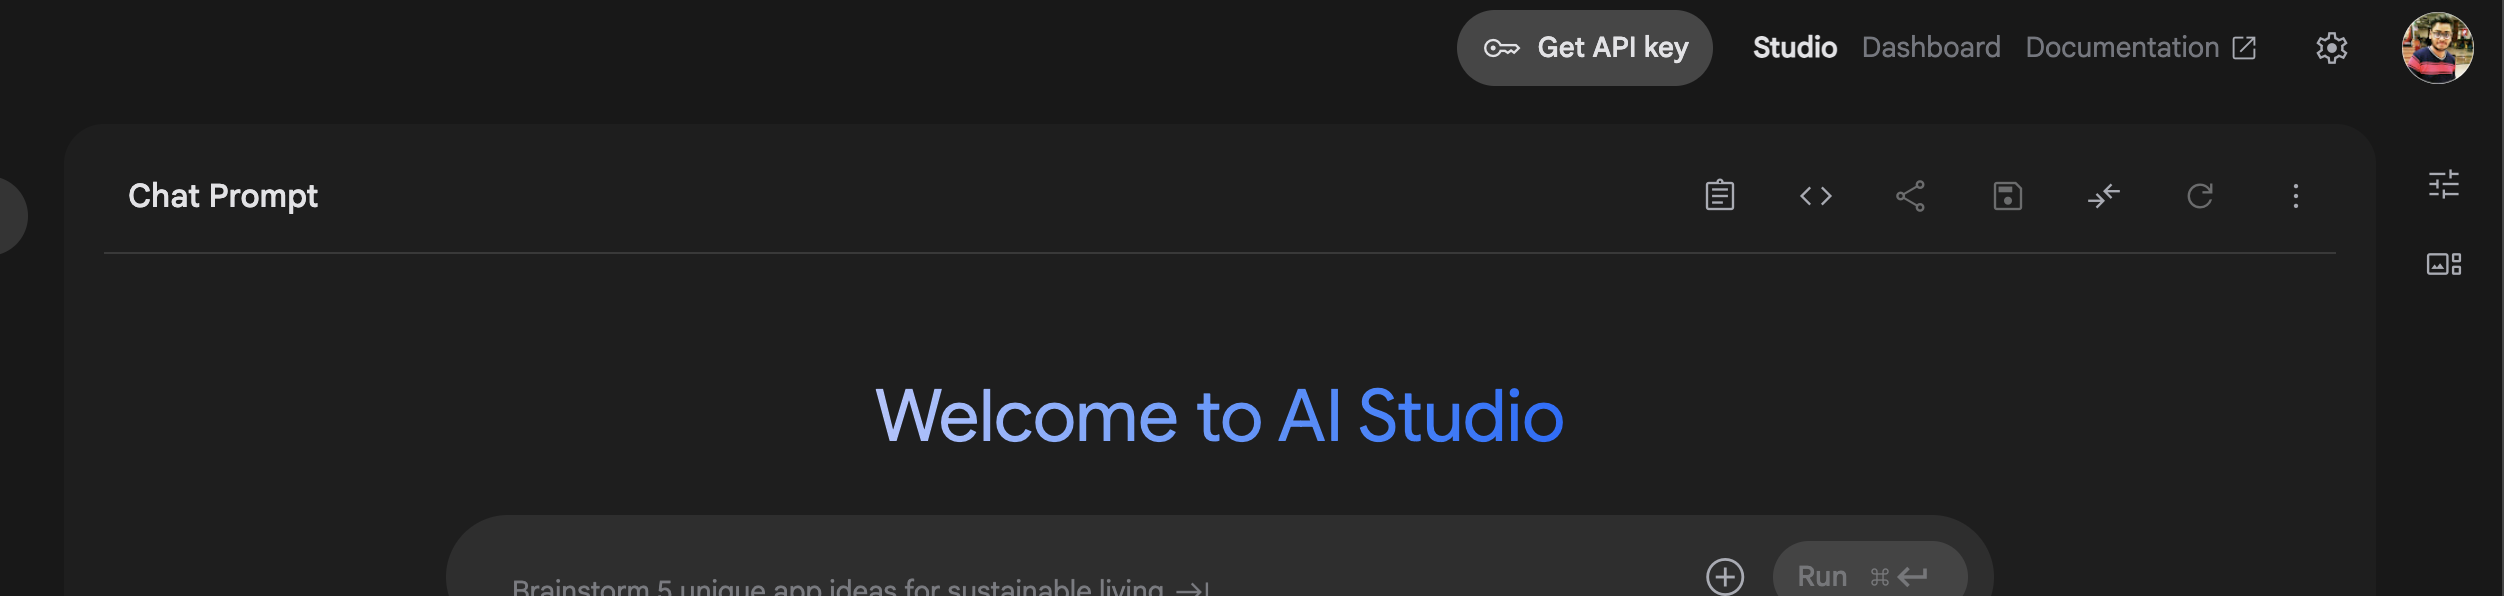 Get API key Studio Dashboard Documentation
Chat Prompt
Welcome to AI Studio
Brainstorm 5 unique app ideas for sustainable living
Run ⌘↵